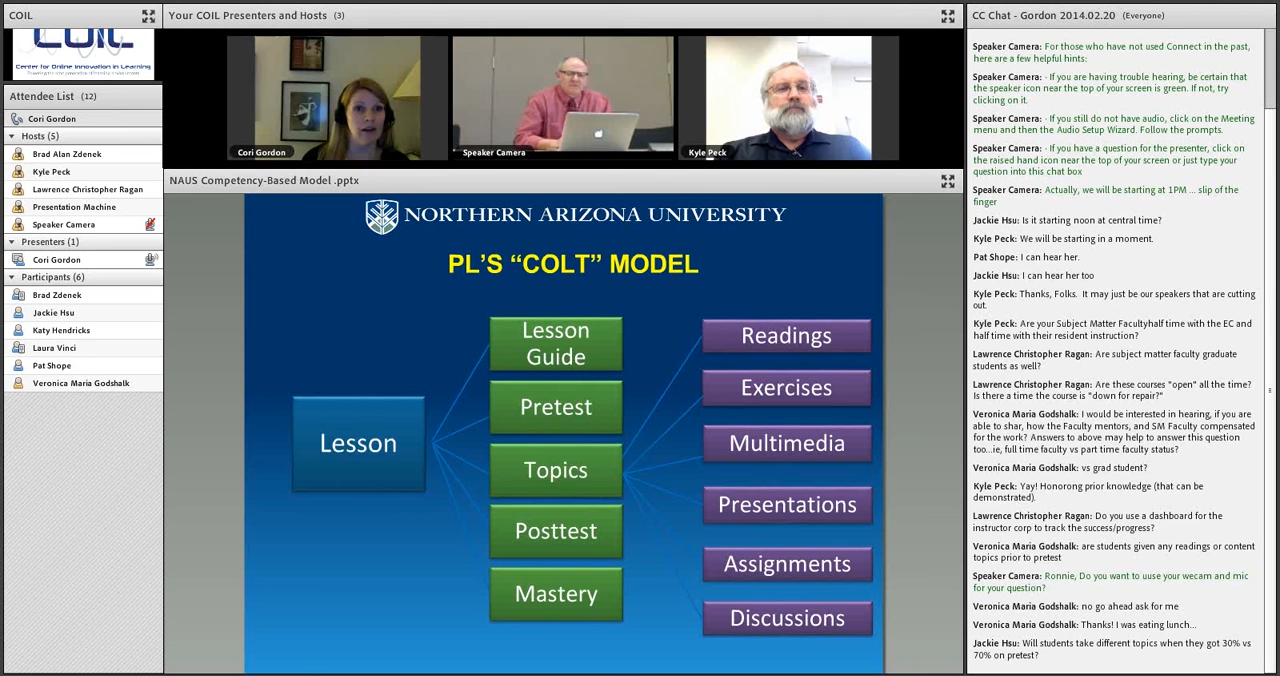 COIL
Your COIL Presenters and Hosts (3)
CC Chat - Gordon 2014.02.20 (Everyone)
COIL
Center for Online Innovation in Learning
Attendee List (12)
Cori Gordon
Hosts (5)
Brad Alan Zdenek
Kyle Peck
Lawrence Christopher Ragan
Presentation Machine
Speaker Camera
Presenters (1)
Cori Gordon
Participants (6)
Brad Zdenek
Jackie Hsu
Katy Hendricks
Laura Vinci
Pat Shope
Veronica Maria Godshalk
Cori Gordon
Speaker Camera
Kyle Peck
NAUS Competency-Based Model .pptx
NORTHERN ARIZONA UNIVERSITY
PL'S “COLT” MODEL
Lesson
Lesson
Guide
Pretest
Topics
Posttest
Mastery
Readings
Exercises
Multimedia
Presentations
Assignments
Discussions
Speaker Camera: For those who have not used Connect in the past,
here are a few helpful hints:
Speaker Camera: - If you are having trouble hearing, be certain that
the speaker icon near the top of your screen is green. If not, try
clicking on it.
Speaker Camera: - If you still do not have audio, click on the Meeting
menu and then the Audio Setup Wizard. Follow the prompts.
Speaker Camera: - If you have a question for the presenter, click on
the raised hand icon near the top of your screen or just type your
question into this chat box
Speaker Camera: Actually, we will be starting at 1PM ... slip of the
finger
Jackie Hsu: Is it starting noon at central time?
Kyle Peck: We will be starting in a moment.
Pat Shope: I can hear her.
Jackie Hsu: I can hear her too
Kyle Peck: Thanks, Folks. It may just be our speakers that are cutting
out.
Kyle Peck: Are your Subject Matter Facultyhalf time with the EC and
half time with their resident instruction?
Lawrence Christopher Ragan: Are subject matter faculty graduate
students as well?
Lawrence Christopher Ragan: Are these courses "open" all the time?
Is there a time the course is "down for repair?"
Veronica Maria Godshalk: I would be interested in hearing, if you are
able to shar, how the Faculty mentors, and SM Faculty compensated
for the work? Answers to above may help to answer this question
too...ie, full time faculty vs part time faculty status?
Veronica Maria Godshalk: vs grad student?
Kyle Peck: Yay! Honorong prior knowledge (that can be
demonstrated).
Lawrence Christopher Ragan: Do you use a dashboard for the
instructor corp to track the success/progress?
Veronica Maria Godshalk: are students given any readings or content
topics prior to pretest
Speaker Camera: Ronnie, Do you want to uuse your wecam and mic
for your question?
Veronica Maria Godshalk: no go ahead ask for me
Veronica Maria Godshalk: Thanks! I was eating lunch...
Jackie Hsu: Will students take different topics when they got 30% vs
70% on pretest?